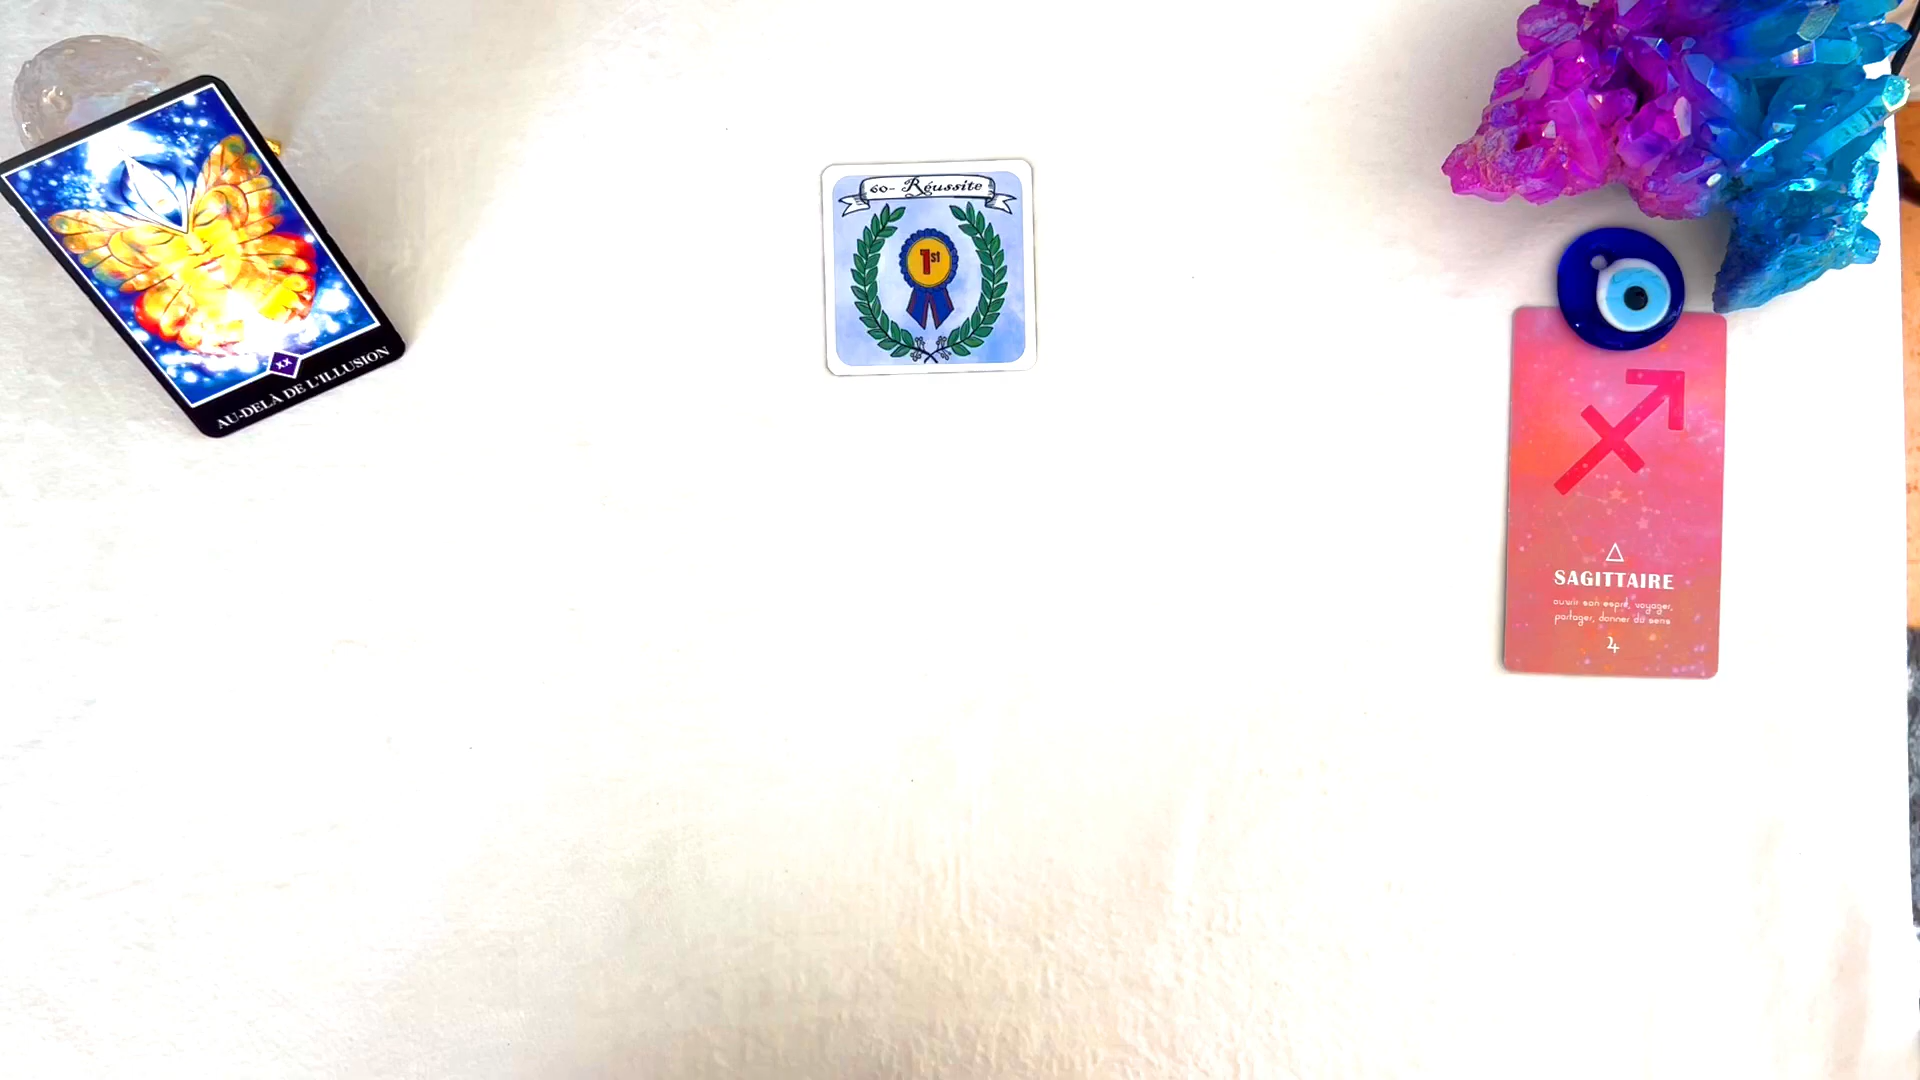 XX
AU-DELÀ DE L'ILLUSION
60- Réussite
1st
SAGITTAIRE
ouvrir son esprit, voyager,
partager, donner du sens